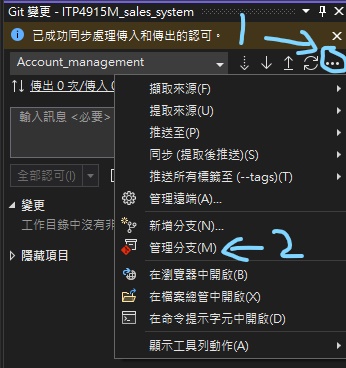 Git 變更 - ITP4915M_sales_system
已成功同步處理傳入和傳出的認可。
1
Account_management
傳出 0 次/傳入
輸入訊息 <必要>
全部認可(I)
變更
工作目錄中沒有
隱藏項目
擷取來源(F)
提取來源(U)
推送至(P)
同步 (提取後推送)(S)
推送所有標籤至 (--tags)(T)
管理遠端(A)...
新增分支(N)...
管理分支(M)
2
在瀏覽器中開啟(B)
在檔案總管中開啟(X)
在命令提示字元中開啟(D)
顯示工具列動作(A)